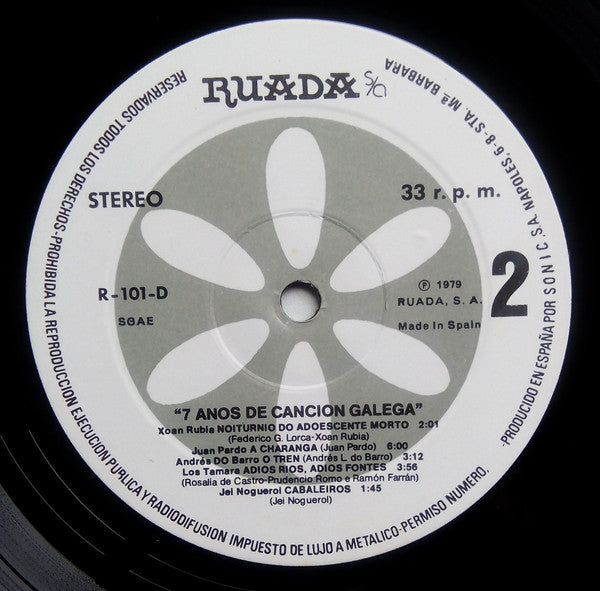 RUADA S/A
STEREO
33 r. p. m.
R-101-D
SGAE
2
℗ 1979
RUADA, S. A.
Made in Spain
"7 ANOS DE CANCION GALEGA"
Xoan Rubia NOITURNIO DO ADOESCENTE MORTO 2:01
(Federico G. Lorca-Xoan Rubia)
Juan Pardo A CHARANGA (Juan Pardo) 6:00
Andrés DO Barro O TREN (Andrés L. do Barro) 3:12
Los Tamara ADIOS RIOS, ADIOS FONTES 3:56
(Rosalía de Castro-Prudencio Romo e Ramón Farrán)
Jei Noguerol CABALEIROS 1:45
(Jei Noguerol)
RESERVADOS TODOS LOS DERECHOS-PROHIBIDA LA REPRODUCCION EJECUCION PUPLICA Y RADIODIFUSION IMPUESTO DE LUJO A METALICO-PERMISO NUMERO.
-PRODUCIDO EN ESPAÑA POR SONIC, S.A. NAPOLES, 6-8-STA. Mª BARBARA